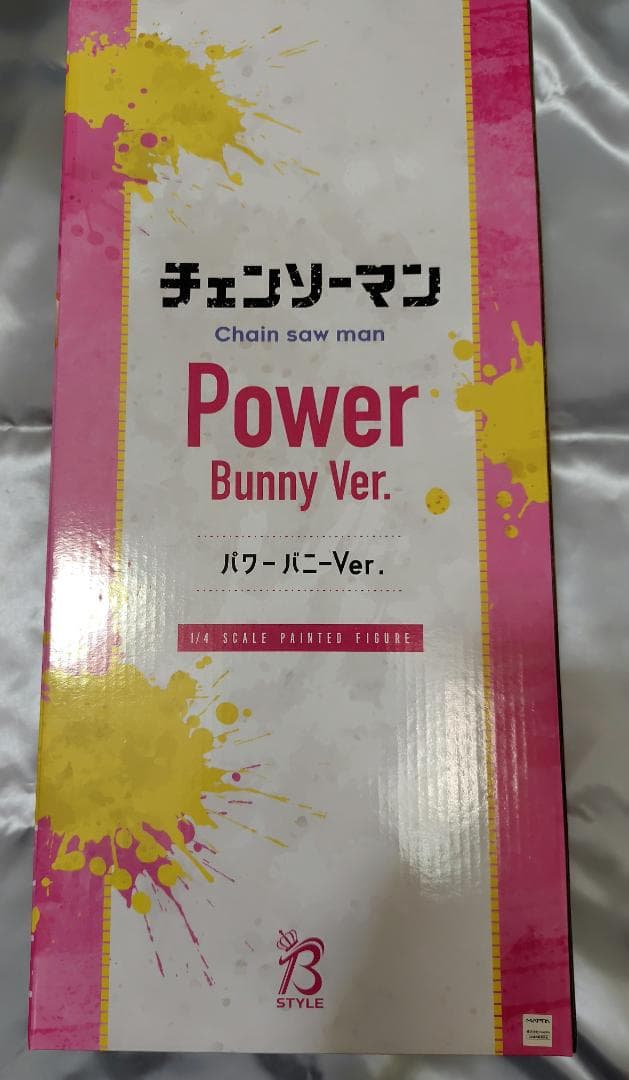 チェンソーマン
Chain saw man
Power
Bunny Ver.
パワー バニーVer.
1/4 SCALE PAINTED FIGURE
B
STYLE
MAPPA